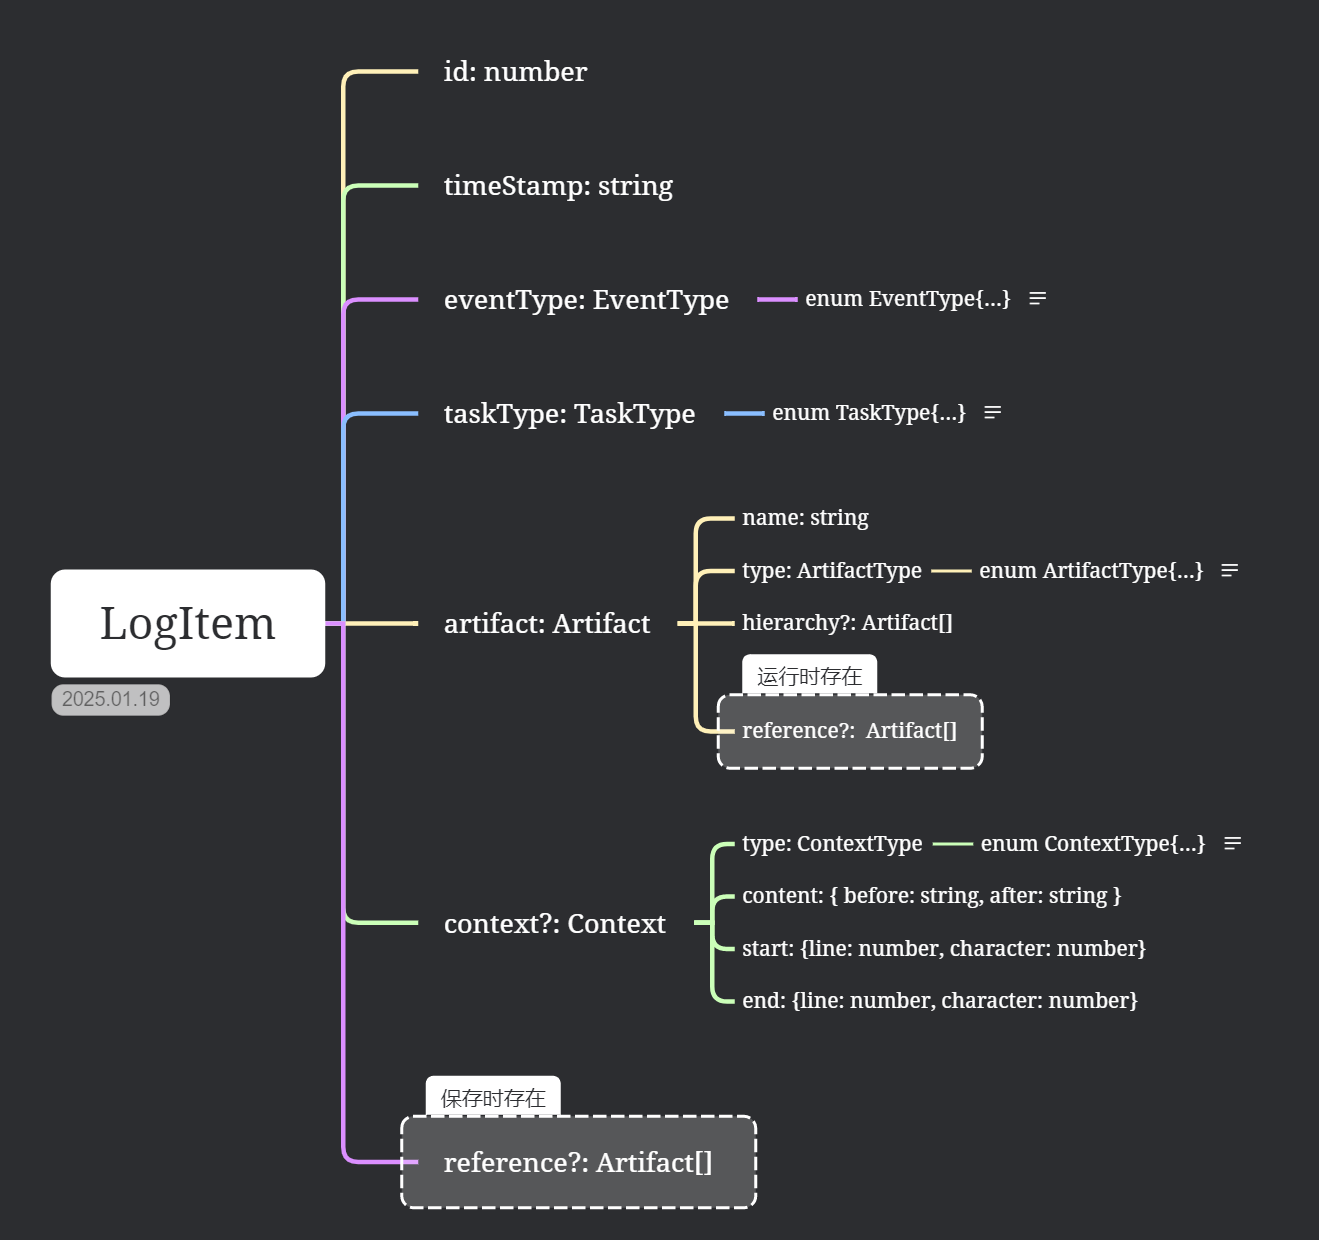 id: number
timeStamp: string
eventType: EventType
enum EventType{...}
taskType: TaskType
enum TaskType{...}
LogItem
2025.01.19
artifact: Artifact
name: string
type: ArtifactType
enum ArtifactType{...}
hierarchy?: Artifact[]
运行时存在
reference?:  Artifact[]
context?: Context
type: ContextType
enum ContextType{...}
content: { before: string, after: string }
start: {line: number, character: number}
end: {line: number, character: number}
保存时存在
reference?: Artifact[]